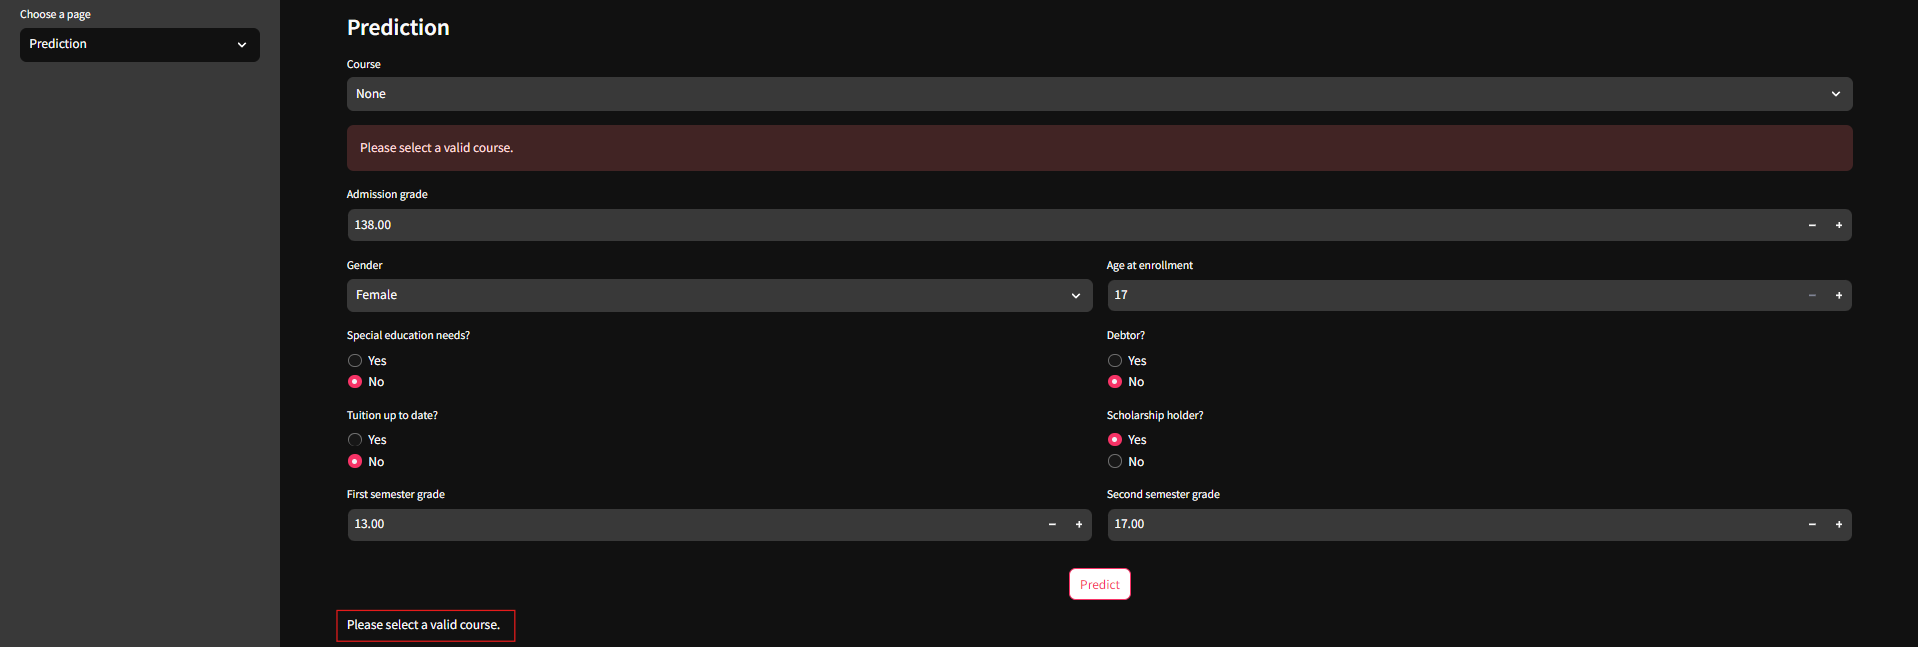 Choose a page
Prediction
Prediction
Course
None
Please select a valid course.
Admission grade
138.00
Gender
Age at enrollment
Female
17
Special education needs?
Debtor?
Yes
Yes
No
No
Tuition up to date?
Scholarship holder?
Yes
Yes
No
No
First semester grade
Second semester grade
13.00
17.00
Predict
Please select a valid course.